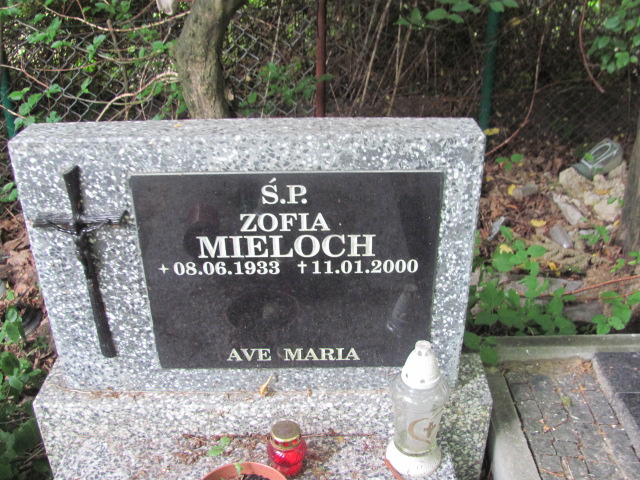 Ś.P.
ZOFIA
MIELOCH
+08.06.1933 †11.01.2000
AVE MARIA